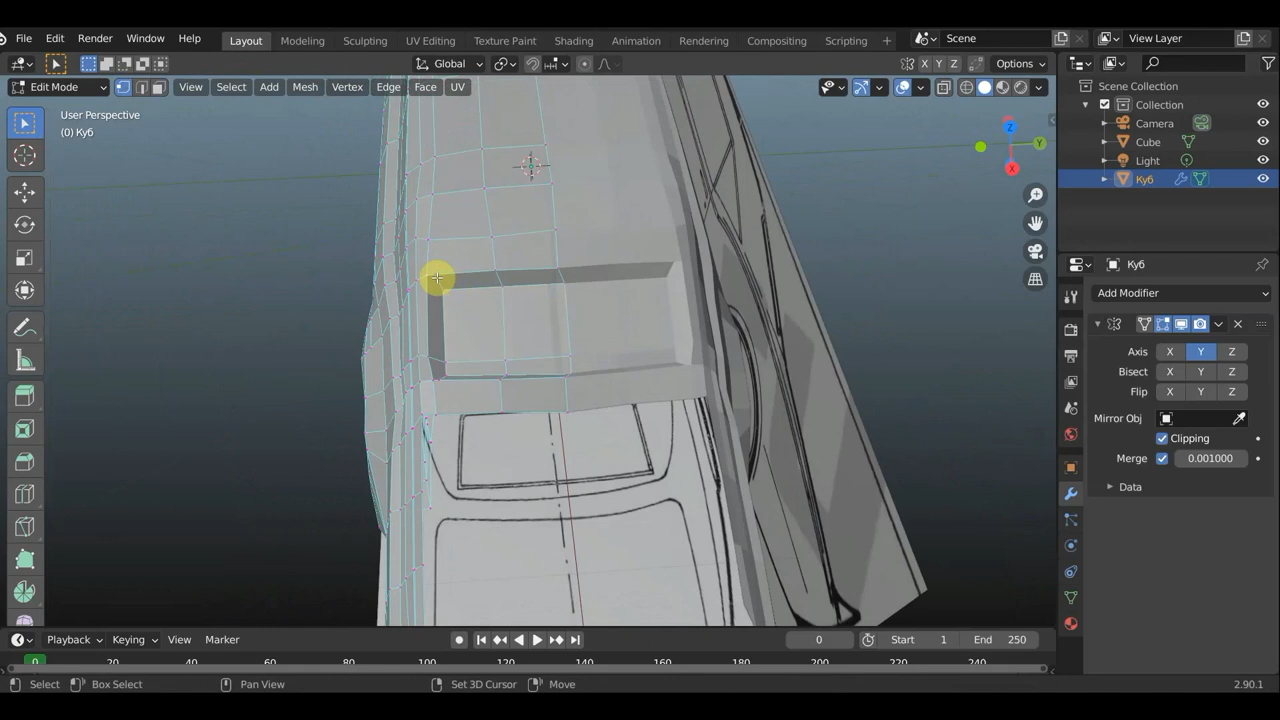 File Edit Render Window Help Layout Modeling Sculpting UV Editing Texture Paint Shading Animation Rendering Compositing Scripting + Scene View Layer
Global X Y Z Options
Edit Mode View Select Add Mesh Vertex Edge Face UV
User Perspective
(0) Куб
Z
Y
X
Scene Collection
Collection
Camera
Cube
Light
Куб
Куб
Add Modifier
Axis X Y Z
Bisect X Y Z
Flip X Y Z
Mirror Obj
Clipping
Merge 0.001000
Data
Playback Keying View Marker 0 Start 1 End 250
0 20 40 60 80 100 120 140 160 180 200 220 240
Select Box Select Pan View Set 3D Cursor Move 2.90.1